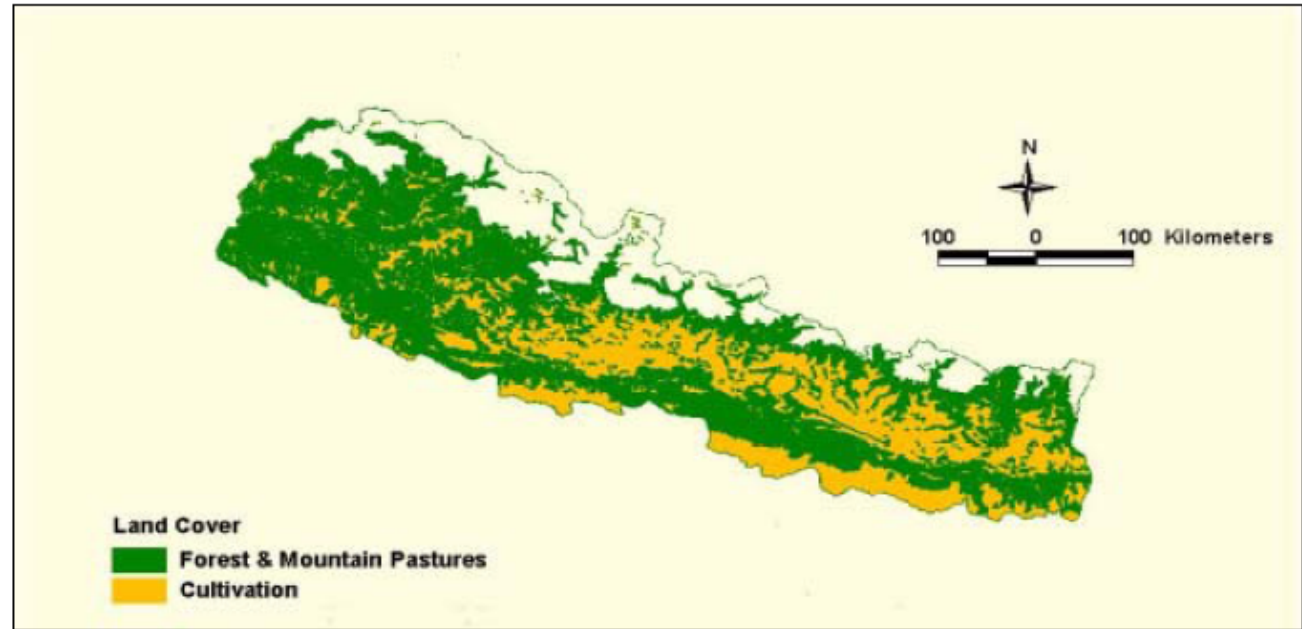 N
100 0 100 Kilometers
Land Cover
Forest & Mountain Pastures
Cultivation